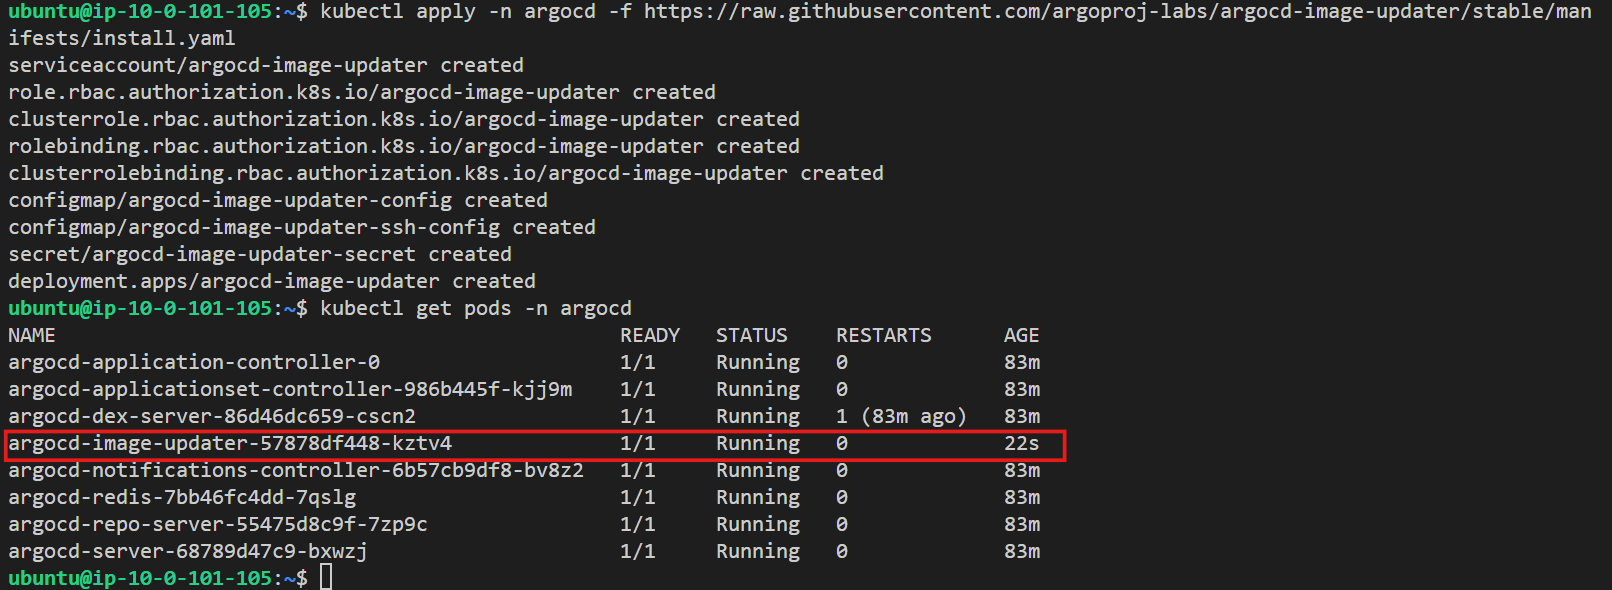 ubuntu@ip-10-0-101-105:~$ kubectl apply -n argocd -f https://raw.githubusercontent.com/argoproj-labs/argocd-image-updater/stable/man
ifests/install.yaml
serviceaccount/argocd-image-updater created
role.rbac.authorization.k8s.io/argocd-image-updater created
clusterrole.rbac.authorization.k8s.io/argocd-image-updater created
rolebinding.rbac.authorization.k8s.io/argocd-image-updater created
clusterrolebinding.rbac.authorization.k8s.io/argocd-image-updater created
configmap/argocd-image-updater-config created
configmap/argocd-image-updater-ssh-config created
secret/argocd-image-updater-secret created
deployment.apps/argocd-image-updater created
ubuntu@ip-10-0-101-105:~$ kubectl get pods -n argocd
NAME READY STATUS RESTARTS AGE
argocd-application-controller-0 1/1 Running 0 83m
argocd-applicationset-controller-986b445f-kjj9m 1/1 Running 0 83m
argocd-dex-server-86d46dc659-cscn2 1/1 Running 1 (83m ago) 83m
argocd-image-updater-57878df448-kztv4 1/1 Running 0 22s
argocd-notifications-controller-6b57cb9df8-bv8z2 1/1 Running 0 83m
argocd-redis-7bb46fc4dd-7qslg 1/1 Running 0 83m
argocd-repo-server-55475d8c9f-7zp9c 1/1 Running 0 83m
argocd-server-68789d47c9-bxwzj 1/1 Running 0 83m
ubuntu@ip-10-0-101-105:~$